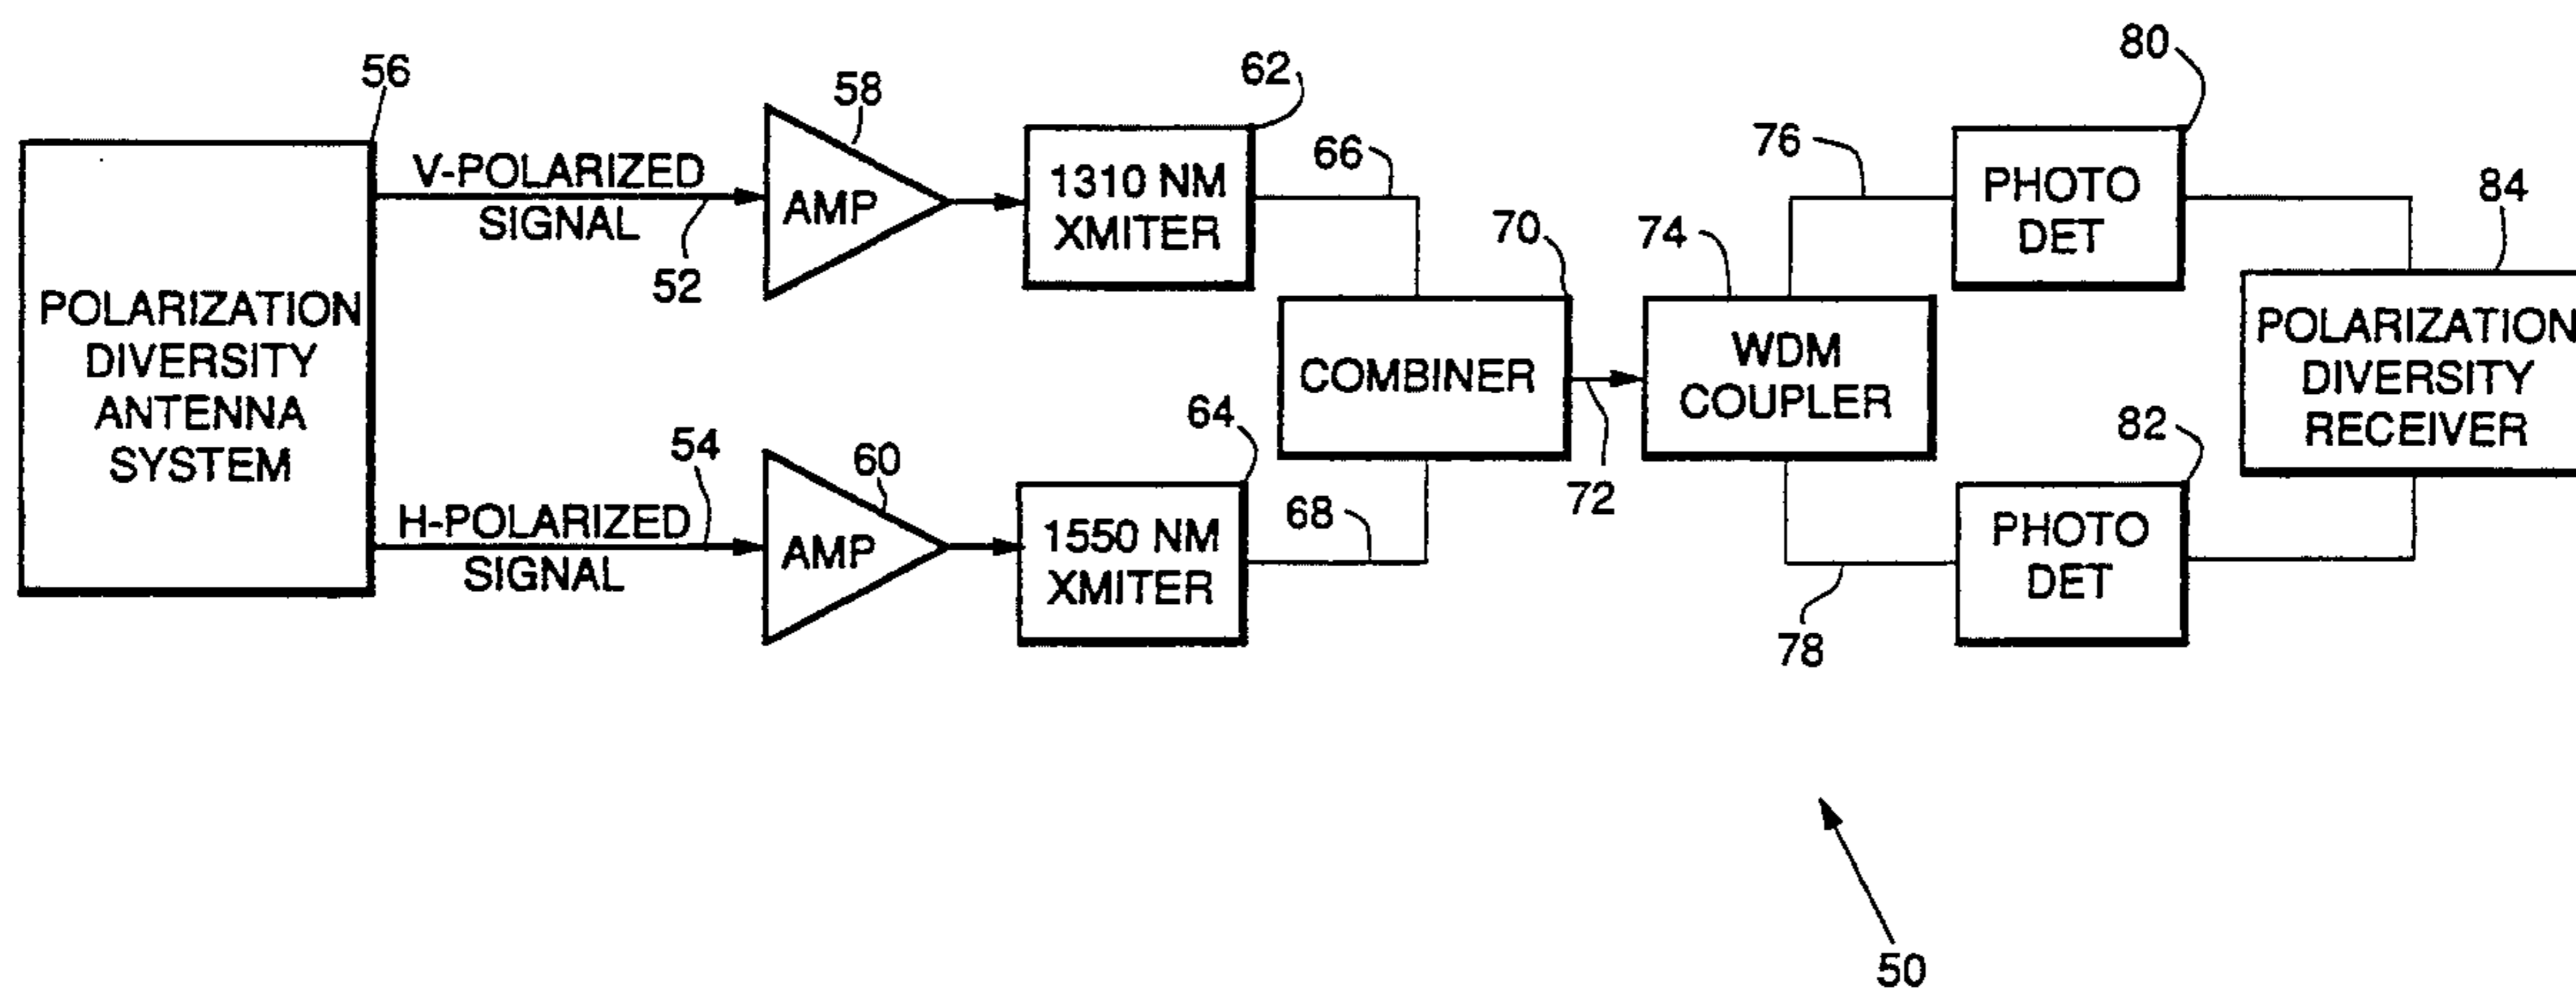 56
POLARIZATION
DIVERSITY
ANTENNA
SYSTEM
V-POLARIZED
SIGNAL
52
H-POLARIZED
SIGNAL
54
58
AMP
60
AMP
62
1310 NM
XMITER
64
1550 NM
XMITER
66
68
70
COMBINER
72
74
WDM
COUPLER
76
78
80
PHOTO
DET
82
PHOTO
DET
84
POLARIZATION
DIVERSITY
RECEIVER
50